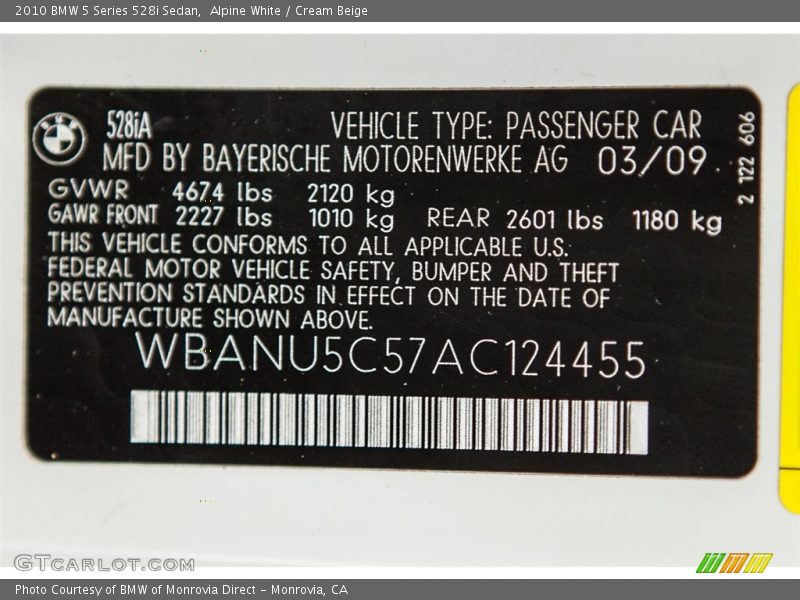 2010 BMW 5 Series 528i Sedan, Alpine White / Cream Beige
528iA VEHICLE TYPE: PASSENGER CAR
MFD BY BAYERISCHE MOTORENWERKE AG 03/09
GVWR 4674 lbs 2120 kg
GAWR FRONT 2227 lbs 1010 kg REAR 2601 lbs 1180 kg
THIS VEHICLE CONFORMS TO ALL APPLICABLE U.S.
FEDERAL MOTOR VEHICLE SAFETY, BUMPER AND THEFT
PREVENTION STANDARDS IN EFFECT ON THE DATE OF
MANUFACTURE SHOWN ABOVE.
WBANU5C57AC124455
2 122 606
GTCARLOT.COM
Photo Courtesy of BMW of Monrovia Direct - Monrovia, CA